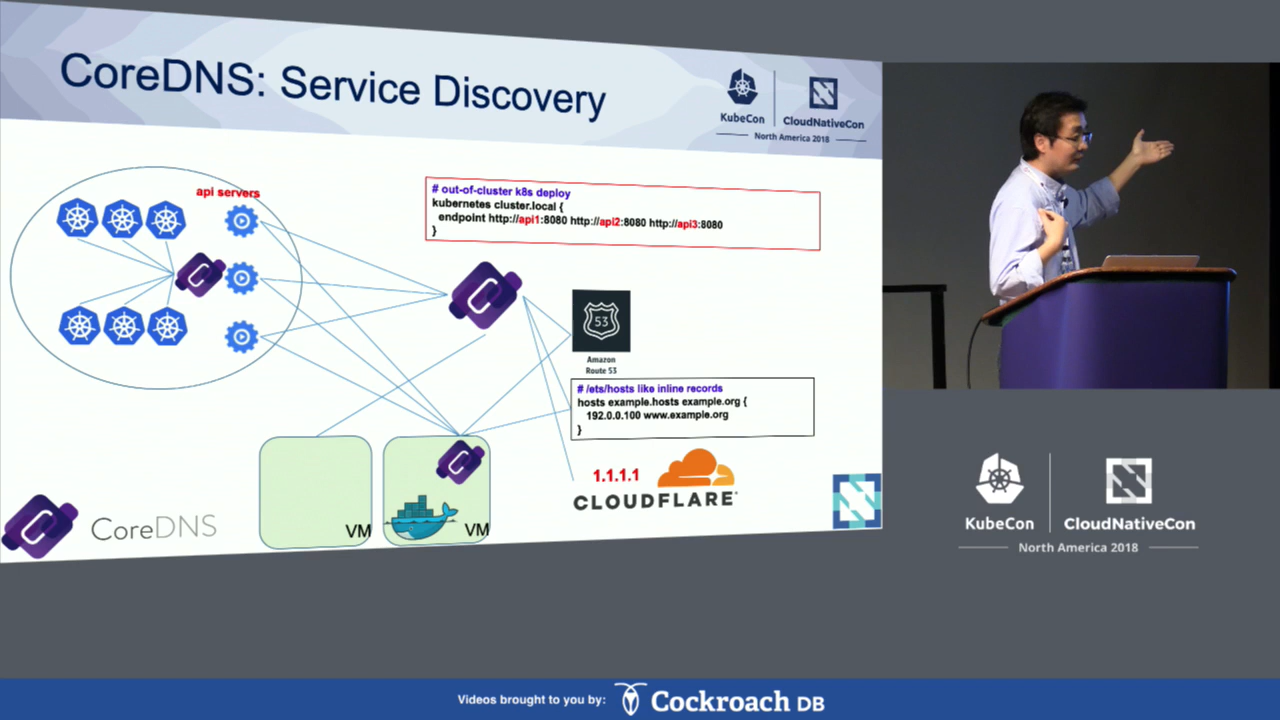 CoreDNS: Service Discovery
KubeCon
CloudNativeCon
North America 2018
api servers
# out-of-cluster k8s deploy
kubernetes cluster.local {
endpoint http://api1:8080 http://api2:8080 http://api3:8080
}
53
Amazon
Route 53
# /ets/hosts like inline records
hosts example.hosts example.org {
192.0.0.100 www.example.org
}
1.1.1.1
CLOUDFLARE
VM
VM
CoreDNS
KubeCon
CloudNativeCon
North America 2018
Videos brought to you by:
Cockroach DB